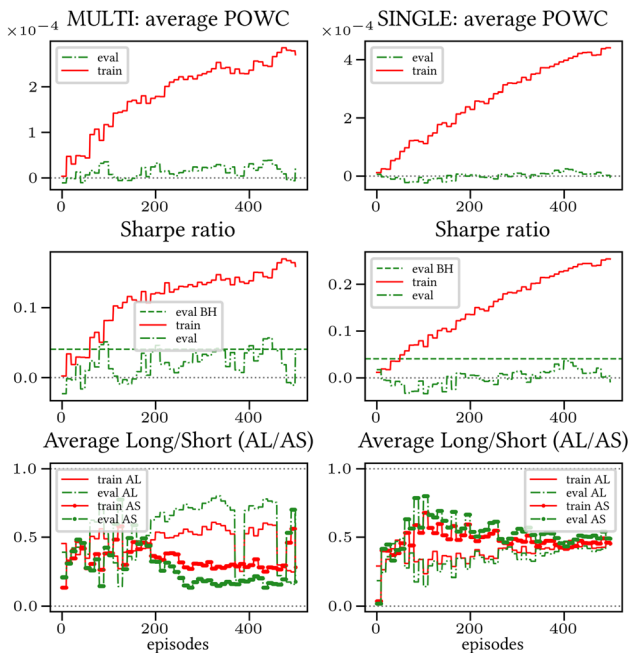 MULTI: average POWC
SINGLE: average POWC
×10−4
×10−4
eval
train
eval
train
2
1
0
4
2
0
0
200
400
0
200
400
Sharpe ratio
Sharpe ratio
eval BH
train
eval
eval BH
train
eval
0.1
0.0
0.2
0.1
0.0
0
200
400
0
200
400
Average Long/Short (AL/AS)
Average Long/Short (AL/AS)
train AL
eval AL
train AS
eval AS
train AL
eval AL
train AS
eval AS
1.0
0.5
0.0
1.0
0.5
0.0
0
200
400
0
200
400
episodes
episodes